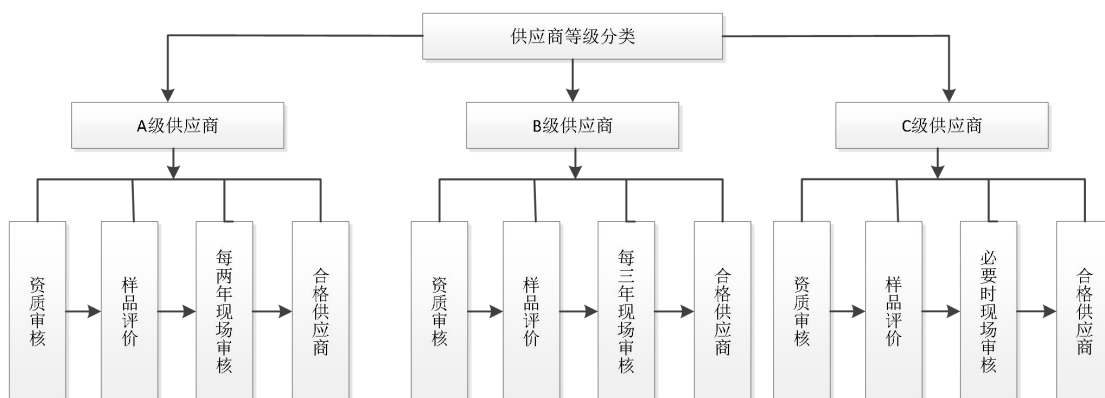 供应商等级分类
A级供应商
B级供应商
C级供应商
资质审核
样品评价
每两年现场审核
合格供应商
资质审核
样品评价
每三年现场审核
合格供应商
资质审核
样品评价
必要时现场审核
合格供应商